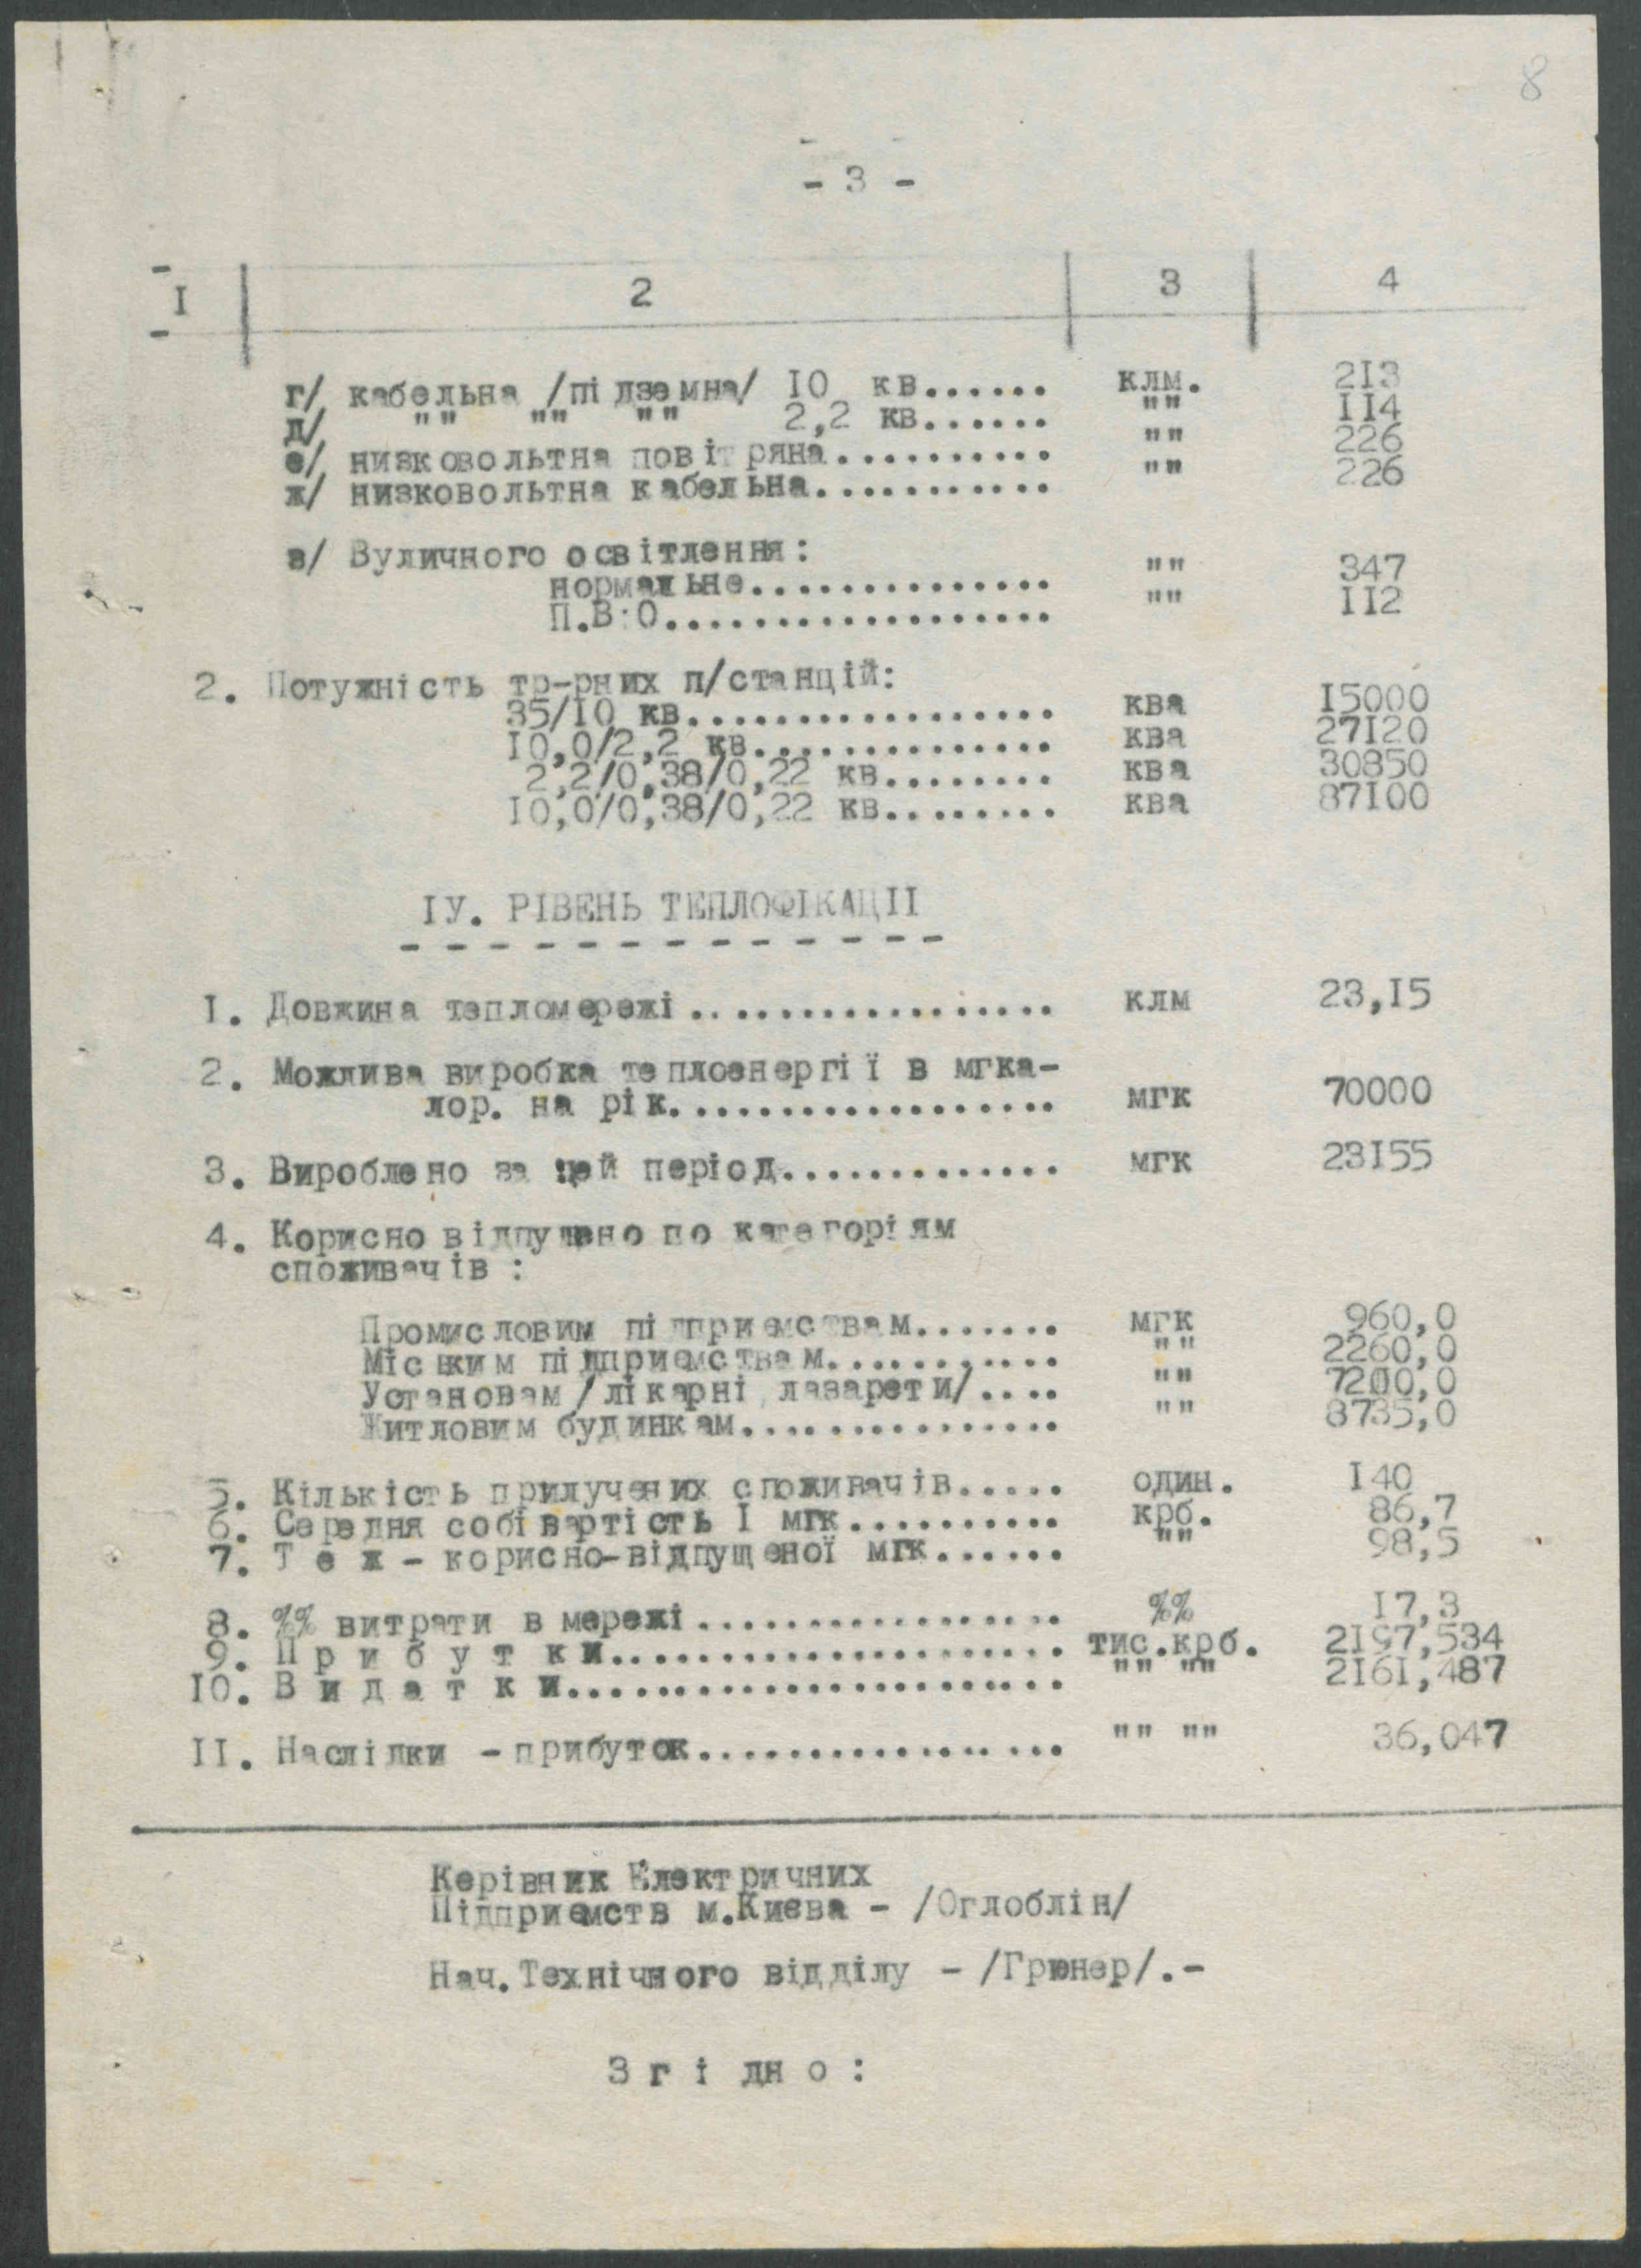 8
- 3 -
I 2 3 4
г/ кабельна /підземна/ 10 кв...... клм. 213
д/ "" "" "" 2,2 кв...... "" II4
е/ низковольтна повітряна.......... "" 226
ж/ низковольтна кабельна........... "" 226
з/ Вуличного освітлення:
нормальне.............. "" 347
П.В.О.................. "" II2
2. Потужність тр-рних п/станцій:
35/I0 кв................. ква I5000
I0,0/2,2 кв.............. ква 27I20
2,2/0,38/0,22 кв........ ква 30850
I0,0/0,38/0,22 кв........ ква 87I00
ІУ. РІВЕНЬ ТЕПЛОФІКАЦІІ
- - - - - - - - - - - - - -
I. Довжина тепломережі................. клм 23,I5
2. Можлива виробка теплоенергії в мгка-
лор. на рік.................. мгк 70000
3. Вироблено за цей період............. мгк 23I55
4. Корисно відпущено по категоріям
споживачів :
Промисловим підприємствам....... мгк 960,0
Міським підприємствам........... "" 2260,0
Установам /лікарні, лазарети/.... "" 7200,0
Житловим будинкам............... "" 8735,0
5. Кількість прилучених споживачів..... один. I40
6. Середня собівартість I мгк.......... крб. 86,7
7. Т е ж - корисно-відпущеної мгк...... "" 98,5
8. %% витрати в мережі................. %% I7,3
9. П р и б у т к и..................... тис.крб. 2I97,534
I0. В и д а т к и....................... "" "" 2I6I,487
II. Наслідки - прибуток................. "" "" 36,047
Керівник Електричних
Підприємств м.Києва - /Оглоблін/
Нач.Технічного відділу - /Грюнер/.-
З г і д н о :